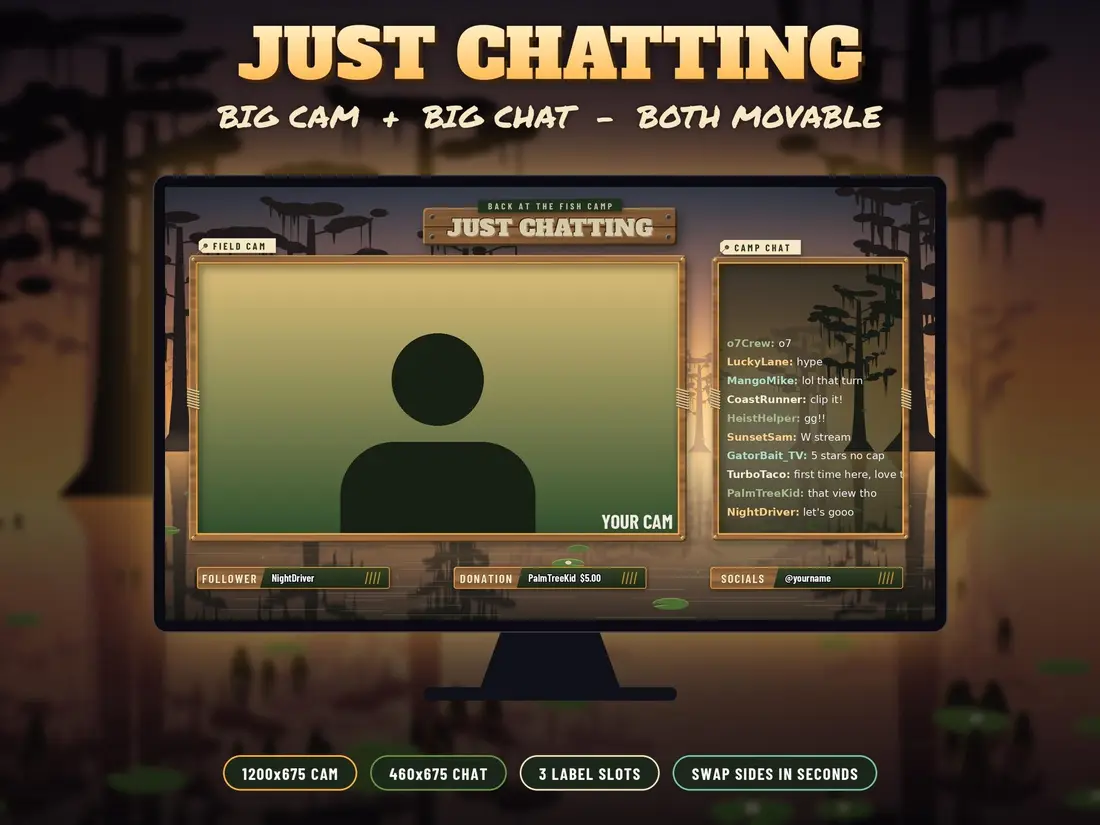 JUST CHATTING
BIG CAM + BIG CHAT - BOTH MOVABLE
BACK AT THE FISH CAMP
JUST CHATTING
FIELD CAM
CAMP CHAT
o7Crew: o7
LuckyLane: hype
MangoMike: lol that turn
CoastRunner: clip it!
HeistHelper: gg!!
SunsetSam: W stream
GatorBait_TV: 5 stars no cap
TurboTaco: first time here, love t
PalmTreeKid: that view tho
NightDriver: let's gooo
YOUR CAM
FOLLOWER NightDriver
DONATION PalmTreeKid $5.00
SOCIALS @yourname
1200x675 CAM
460x675 CHAT
3 LABEL SLOTS
SWAP SIDES IN SECONDS